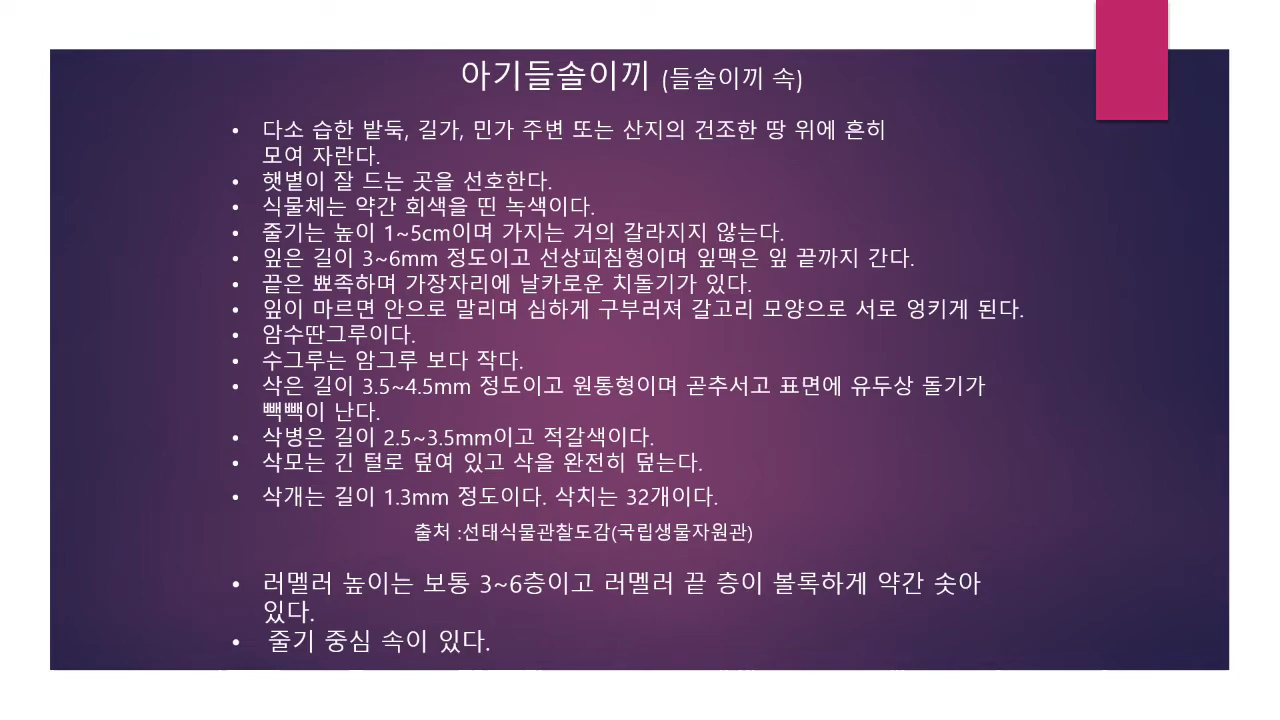 아기들솔이끼 (들솔이끼 속)
• 다소 습한 밭둑, 길가, 민가 주변 또는 산지의 건조한 땅 위에 흔히
모여 자란다.
• 햇볕이 잘 드는 곳을 선호한다.
• 식물체는 약간 회색을 띤 녹색이다.
• 줄기는 높이 1~5cm이며 가지는 거의 갈라지지 않는다.
• 잎은 길이 3~6mm 정도이고 선상피침형이며 잎맥은 잎 끝까지 간다.
• 끝은 뾰족하며 가장자리에 날카로운 치돌기가 있다.
• 잎이 마르면 안으로 말리며 심하게 구부러져 갈고리 모양으로 서로 엉키게 된다.
• 암수딴그루이다.
• 수그루는 암그루 보다 작다.
• 삭은 길이 3.5~4.5mm 정도이고 원통형이며 곧추서고 표면에 유두상 돌기가
빽빽이 난다.
• 삭병은 길이 2.5~3.5mm이고 적갈색이다.
• 삭모는 긴 털로 덮여 있고 삭을 완전히 덮는다.
• 삭개는 길이 1.3mm 정도이다. 삭치는 32개이다.
출처 :선태식물관찰도감(국립생물자원관)
• 러멜러 높이는 보통 3~6층이고 러멜러 끝 층이 볼록하게 약간 솟아
있다.
• 줄기 중심 속이 있다.